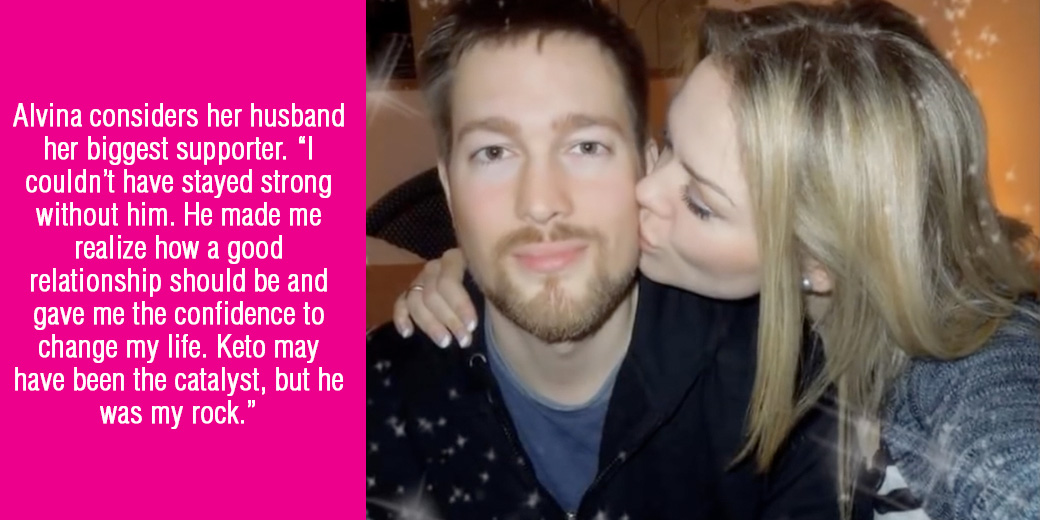 Alvina considers her husband
her biggest supporter. “I
couldn’t have stayed strong
without him. He made me
realize how a good
relationship should be and
gave me the confidence to
change my life. Keto may
have been the catalyst, but he
was my rock.”